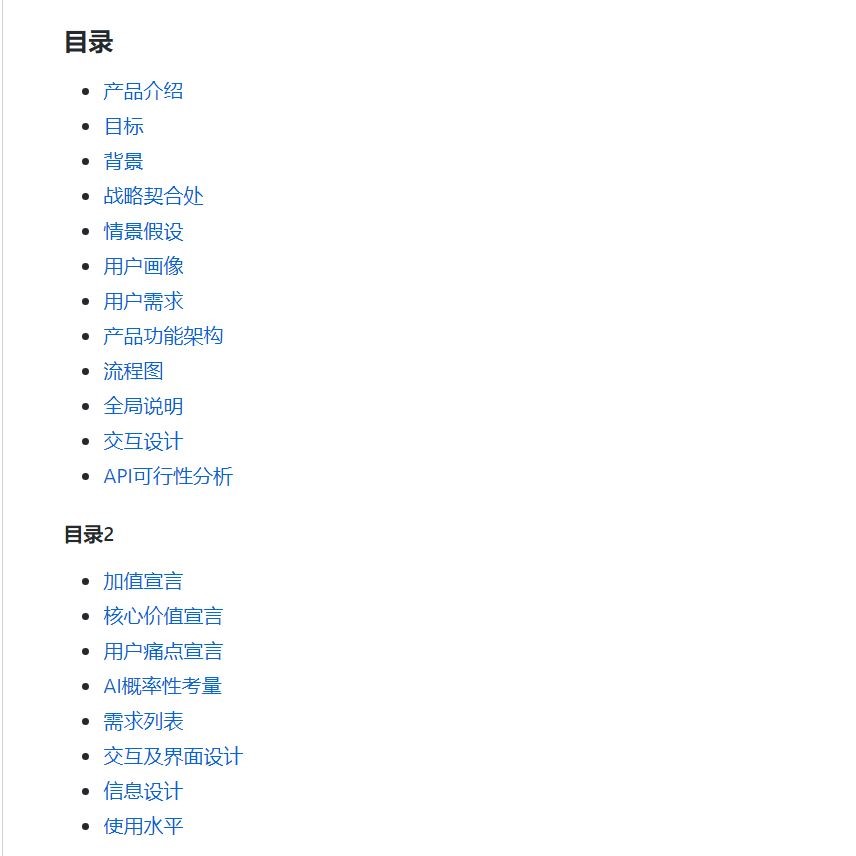 目录
产品介绍
目标
背景
战略契合处
情景假设
用户画像
用户需求
产品功能架构
流程图
全局说明
交互设计
API可行性分析
目录2
加值宣言
核心价值宣言
用户痛点宣言
AI概率性考量
需求列表
交互及界面设计
信息设计
使用水平